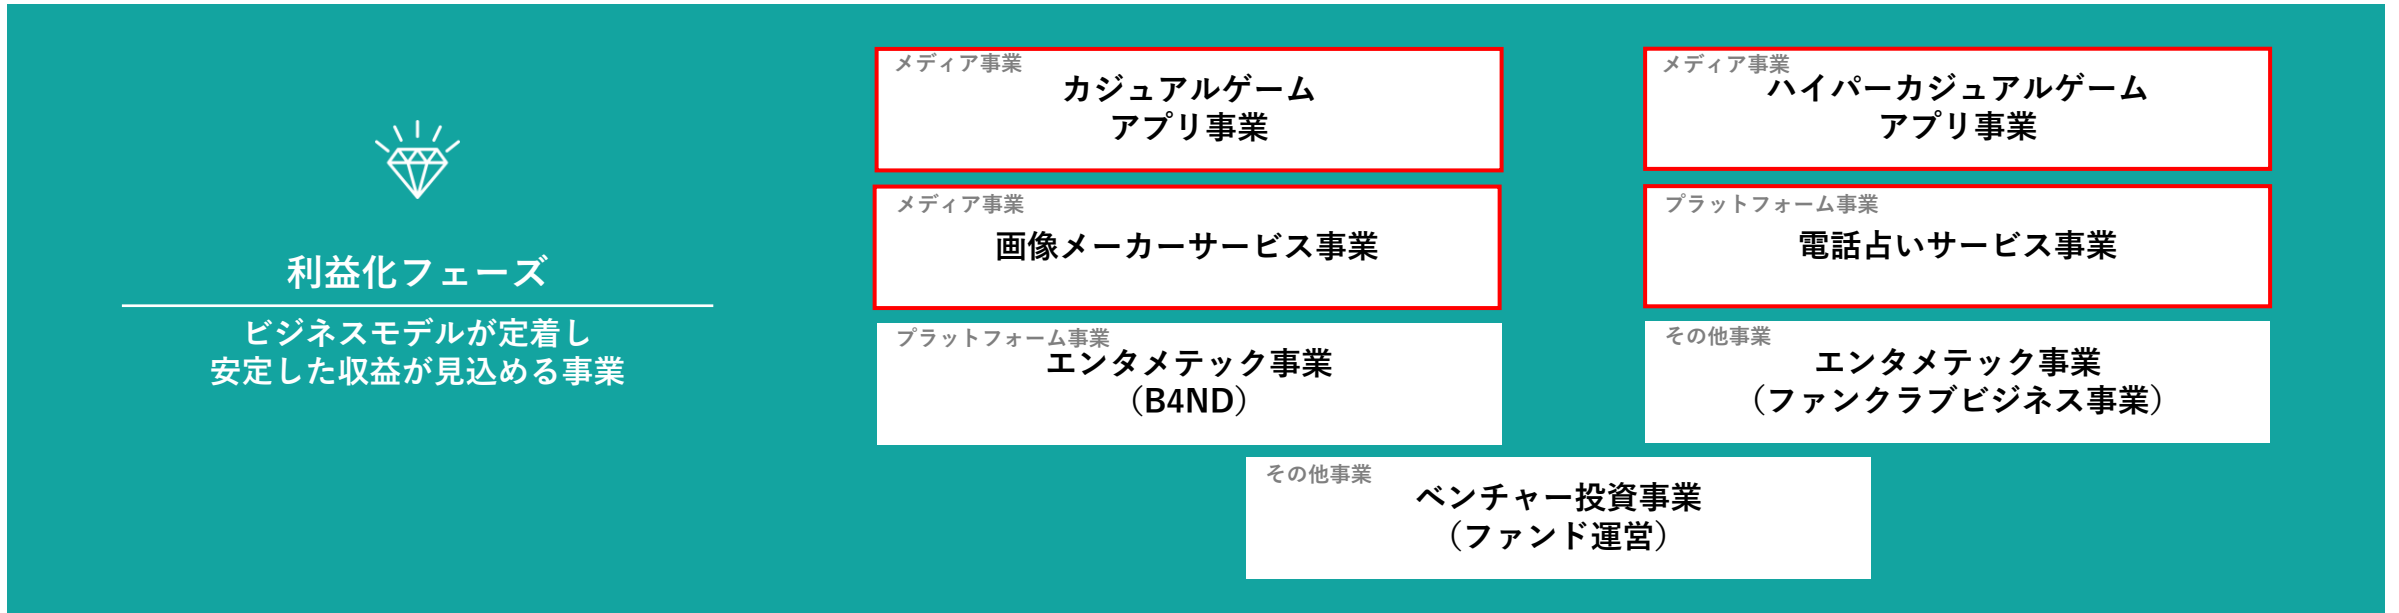 利益化フェーズ
ビジネスモデルが定着し
安定した収益が見込める事業
メディア事業
カジュアルゲーム
アプリ事業
メディア事業
ハイパーカジュアルゲーム
アプリ事業
メディア事業
画像メーカーサービス事業
プラットフォーム事業
電話占いサービス事業
プラットフォーム事業
エンタメテック事業
（B4ND）
その他事業
エンタメテック事業
（ファンクラブビジネス事業）
その他事業
ベンチャー投資事業
（ファンド運営）